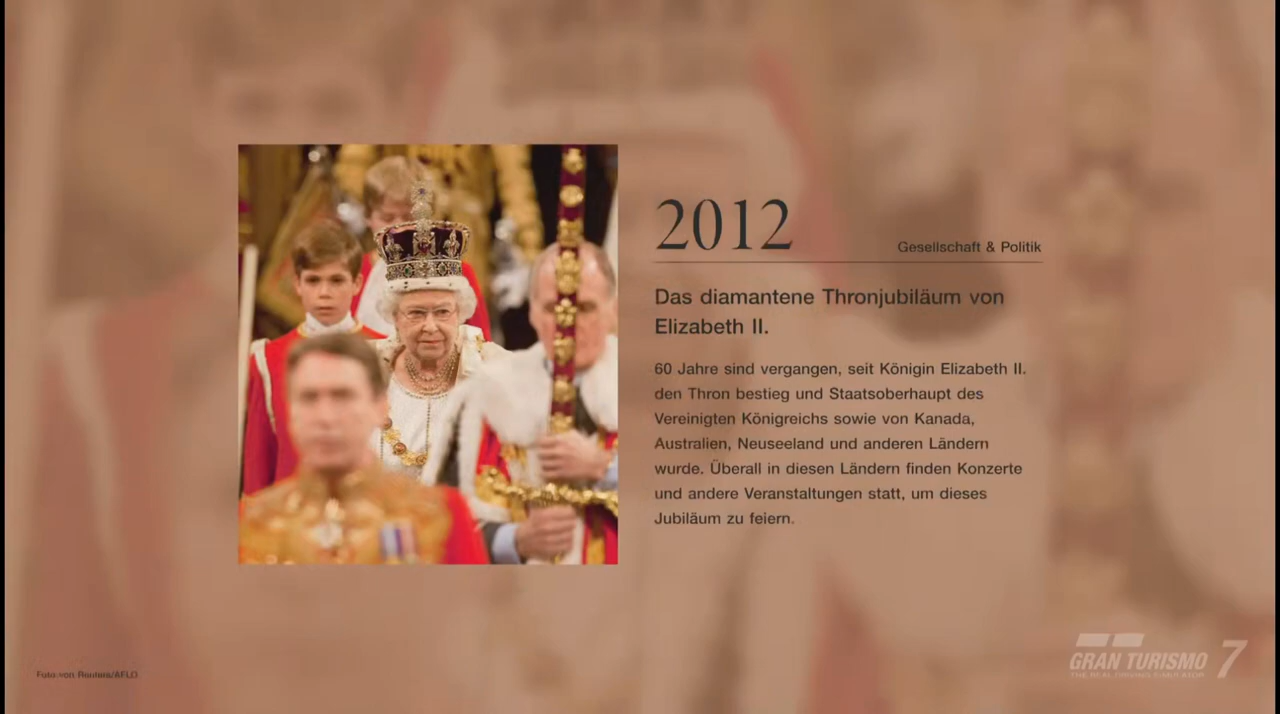 2012
Gesellschaft & Politik
Das diamantene Thronjubiläum von
Elizabeth II.
60 Jahre sind vergangen, seit Königin Elizabeth II.
den Thron bestieg und Staatsoberhaupt des
Vereinigten Königreichs sowie von Kanada,
Australien, Neuseeland und anderen Ländern
wurde. Überall in diesen Ländern finden Konzerte
und andere Veranstaltungen statt, um dieses
Jubiläum zu feiern.
Foto von Reuters/AFLO
GRAN TURISMO 7
THE REAL DRIVING SIMULATOR